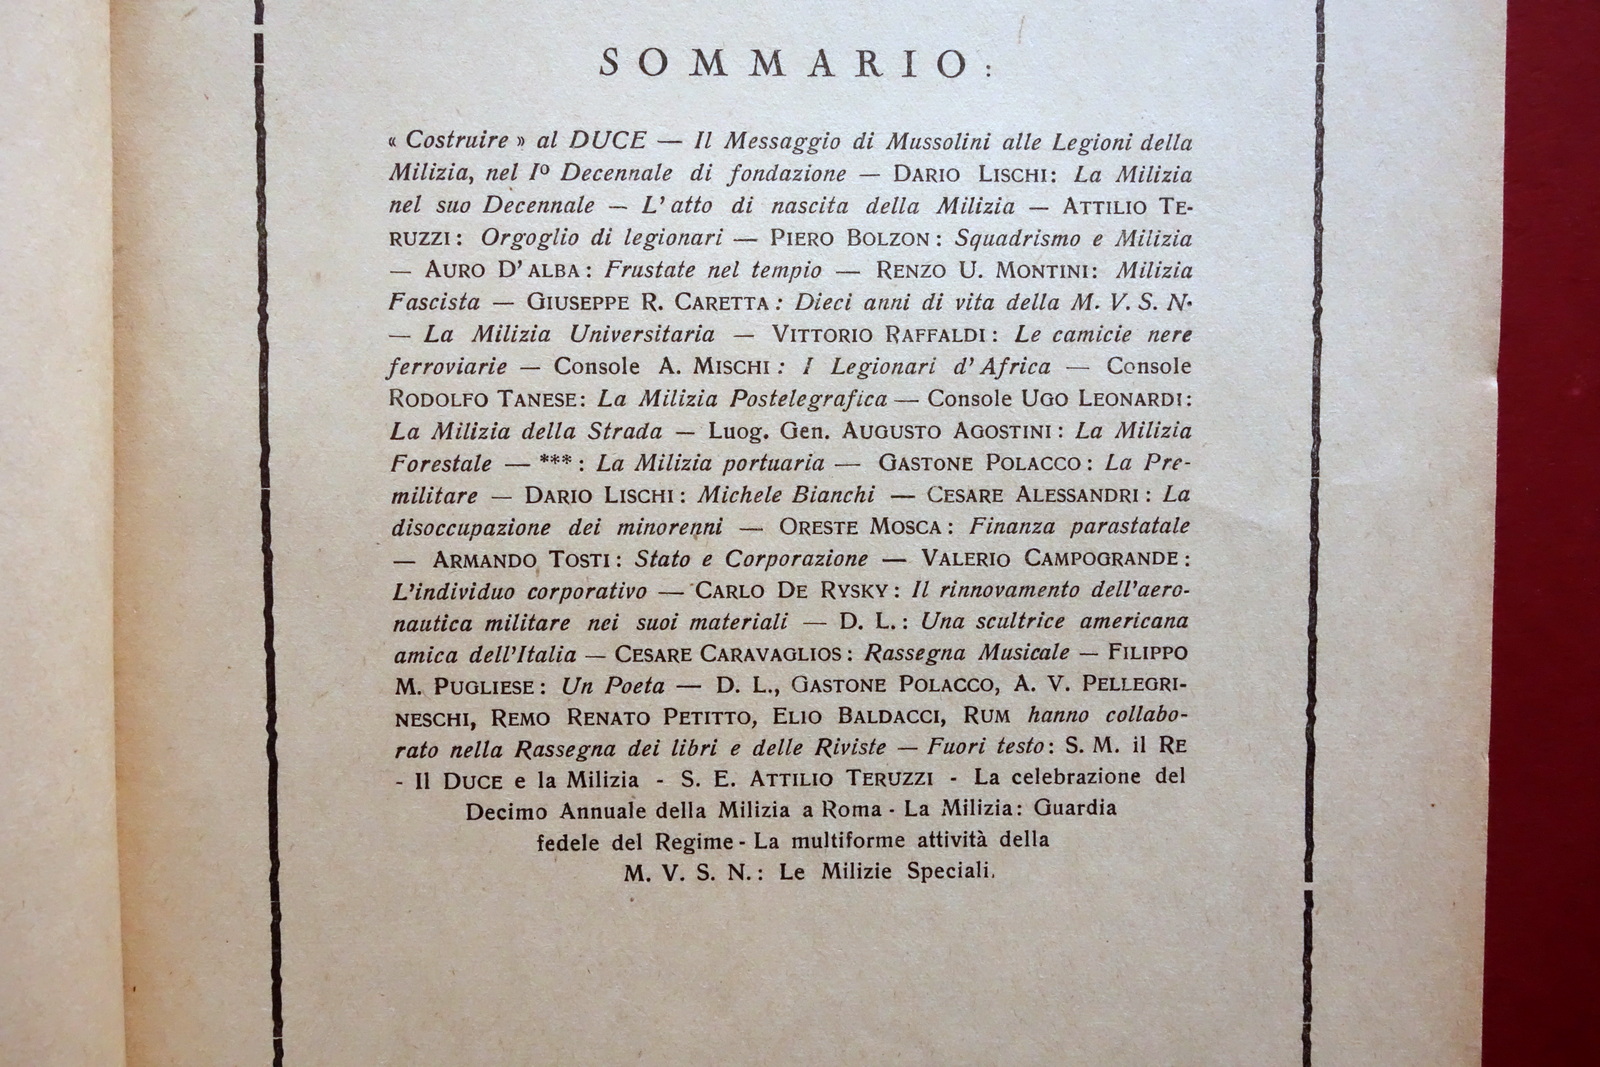 SOMMARIO:
« Costruire » al DUCE — Il Messaggio di Mussolini alle Legioni della
Milizia, nel Iº Decennale di fondazione — DARIO LISCHI: La Milizia
nel suo Decennale — L'atto di nascita della Milizia — ATTILIO TE-
RUZZI: Orgoglio di legionari — PIERO BOLZON: Squadrismo e Milizia
— AURO D'ALBA: Frustate nel tempio — RENZO U. MONTINI: Milizia
Fascista — GIUSEPPE R. CARETTA: Dieci anni di vita della M. V. S. N.
— La Milizia Universitaria — VITTORIO RAFFALDI: Le camicie nere
ferroviarie — Console A. MISCHI: I Legionari d'Africa — Console
RODOLFO TANESE: La Milizia Postelegrafica — Console UGO LEONARDI:
La Milizia della Strada — Luog. Gen. AUGUSTO AGOSTINI: La Milizia
Forestale — ***: La Milizia portuaria — GASTONE POLACCO: La Pre-
militare — DARIO LISCHI: Michele Bianchi — CESARE ALESSANDRI: La
disoccupazione dei minorenni — ORESTE MOSCA: Finanza parastatale
— ARMANDO TOSTI: Stato e Corporazione — VALERIO CAMPOGRANDE:
L'individuo corporativo — CARLO DE RYSKY: Il rinnovamento dell'aero-
nautica militare nei suoi materiali — D. L.: Una scultrice americana
amica dell'Italia — CESARE CARAVAGLIOS: Rassegna Musicale — FILIPPO
M. PUGLIESE: Un Poeta — D. L., GASTONE POLACCO, A. V. PELLEGRI-
NESCHI, REMO RENATO PETITTO, ELIO BALDACCI, RUM hanno collabo-
rato nella Rassegna dei libri e delle Riviste — Fuori testo: S. M. il RE
- Il DUCE e la Milizia - S. E. ATTILIO TERUZZI - La celebrazione del
Decimo Annuale della Milizia a Roma - La Milizia: Guardia
fedele del Regime - La multiforme attività della
M. V. S. N.: Le Milizie Speciali.